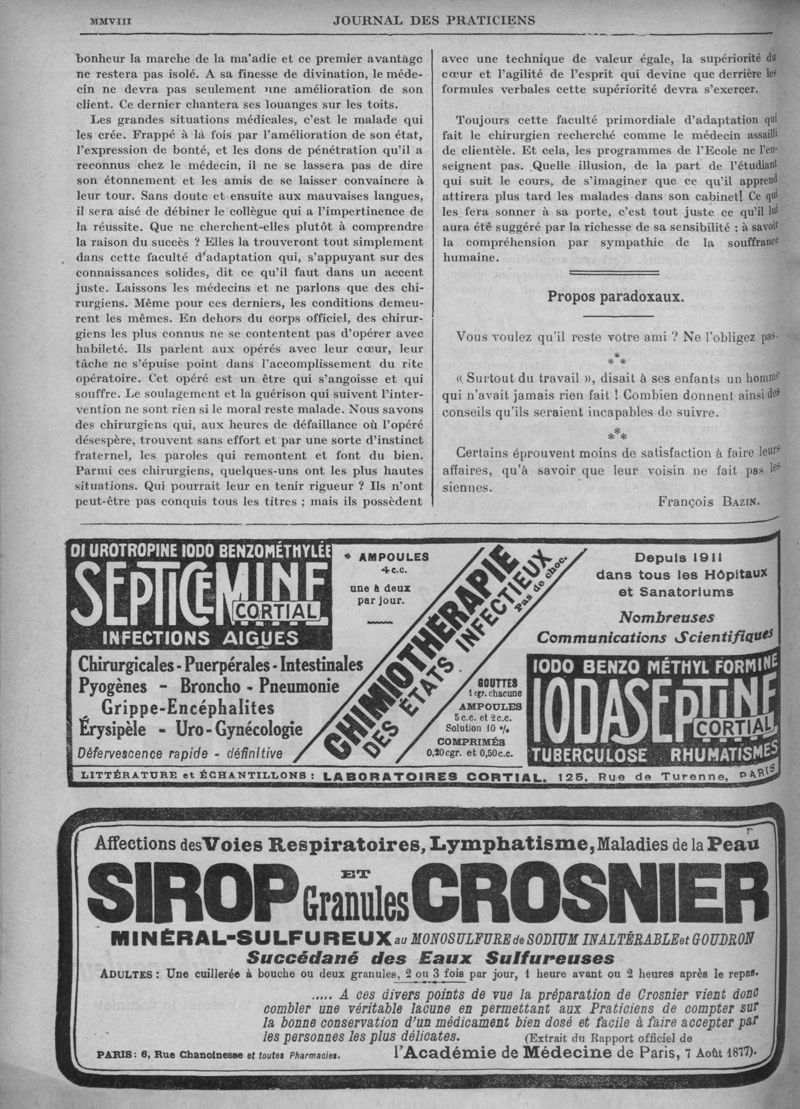 MMVIII
JOURNAL DES PRATICIENS
bonheur la marche de la ma'adie et ce premier avantage
ne restera pas isolé. A sa finesse de divination, le méde-
cin ne devra pas seulement une amélioration de son
client. Ce dernier chantera ses louanges sur les toits.
Les grandes situations médicales, c'est le malade qui
les crée. Frappé à la fois par l'amélioration de son état,
l'expression de bonté, et les dons de pénétration qu'il a
reconnus chez le médecin, il ne se lassera pas de dire
son étonnement et les amis de se laisser convaincre à
leur tour. Sans doute et ensuite aux mauvaises langues,
il sera aisé de débiner le collègue qui a l'impertinence de
la réussite. Que ne cherchent-elles plutôt à comprendre
la raison du succès ? Elles la trouveront tout simplement
dans cette faculté d'adaptation qui, s'appuyant sur des
connaissances solides, dit ce qu'il faut dans un accent
juste. Laissons les médecins et ne parlons que des chi-
rurgiens. Même pour ces derniers, les conditions demeu-
rent les mêmes. En dehors du corps officiel, des chirur-
giens les plus connus ne se contentent pas d'opérer avec
habileté. Ils parlent aux opérés avec leur cœur, leur
tâche ne s'épuise point dans l'accomplissement du rite
opératoire. Cet opéré est un être qui s'angoisse et qui
souffre. Le soulagement et la guérison qui suivent l'inter-
vention ne sont rien si le moral reste malade. Nous savons
des chirurgiens qui, aux heures de défaillance où l'opéré
désespère, trouvent sans effort et par une sorte d'instinct
fraternel, les paroles qui remontent et font du bien.
Parmi ces chirurgiens, quelques-uns ont les plus hautes
situations. Qui pourrait leur en tenir rigueur ? Ils n'ont
peut-être pas conquis tous les titres ; mais ils possèdent
avec une technique de valeur égale, la supériorité du
cœur et l'agilité de l'esprit qui devine que derrière les
formules verbales cette supériorité devra s'exercer.
Toujours cette faculté primordiale d'adaptation qui
fait le chirurgien recherché comme le médecin assailli
de clientèle. Et cela, les programmes de l'Ecole ne l'en-
seignent pas. Quelle illusion, de la part de l'étudiant
qui suit le cours, de s'imaginer que ce qu'il apprend
attirera plus tard les malades dans son cabinet! Ce qui
les fera sonner à sa porte, c'est tout juste ce qu'il lui
aura été suggéré par la richesse de sa sensibilité : à savoir
la compréhension par sympathie de la souffrance
humaine.
Propos paradoxaux.
Vous voulez qu'il reste votre ami ? Ne l'obligez pas.
***
« Surtout du travail », disait à ses enfants un homme
qui n'avait jamais rien fait ! Combien donnent ainsi des
conseils qu'ils seraient incapables de suivre.
***
Certains éprouvent moins de satisfaction à faire leurs
affaires, qu'à savoir que leur voisin ne fait pas les
siennes.
François BAZIN.
DI UROTROPINE IODO BENZOMÉTHYLÉE
SEPTICEMINE
CORTIAL
INFECTIONS AIGUES
* AMPOULES
4 c.c.
une à deux
par jour.
Chirurgicales - Puerpérales - Intestinales
Pyogènes - Broncho - Pneumonie
Grippe-Encéphalites
Érysipèle - Uro-Gynécologie
Défervescence rapide - définitive
CHIMIOTHÉRAPIE
DES ÉTATS INFECTIEUX
Pas de choc.
Depuis 1911
dans tous les Hôpitaux
et Sanatoriums
Nombreuses
Communications Scientifiques
GOUTTES
1 cgr. chacune
AMPOULES
5 c.c. et 2 c.c.
Solution 10 %
COMPRIMÉS
0,20 cgr. et 0,50 c.c.
IODO BENZO MÉTHYL FORMINE
IODASEPTINE
CORTIAL
TUBERCULOSE RHUMATISMES
LITTÉRATURE et ÉCHANTILLONS : LABORATOIRES CORTIAL. 125, Rue de Turenne, PARIS
Affections des Voies Respiratoires, Lymphatisme, Maladies de la Peau
SIROP ET Granules CROSNIER
MINÉRAL-SULFUREUX au MONOSULFURE de SODIUM INALTÉRABLE et GOUDRON
Succédané des Eaux Sulfureuses
ADULTES : Une cuillerée à bouche ou deux granules, 2 ou 3 fois par jour, 1 heure avant ou 2 heures après le repas.
..... A ces divers points de vue la préparation de Crosnier vient donc
combler une véritable lacune en permettant aux Praticiens de compter sur
la bonne conservation d'un médicament bien dosé et facile à faire accepter par
les personnes les plus délicates. (Extrait du Rapport officiel de
PARIS : 6, Rue Chanoinesse et toutes Pharmacies. l'Académie de Médecine de Paris, 7 Août 1877).